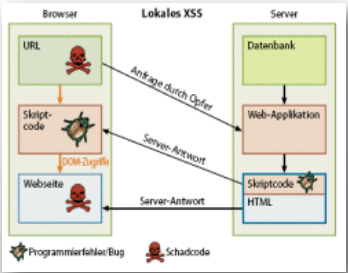 Browser
Lokales XSS
Server
URL
Datenbank
Anfrage durch Opfer
Skript-
code
Web-Applikation
DOM-Zugriffe
Server-Antwort
Skriptcode
Webseite
Server-Antwort
HTML
Programmierfehler/Bug
Schadcode